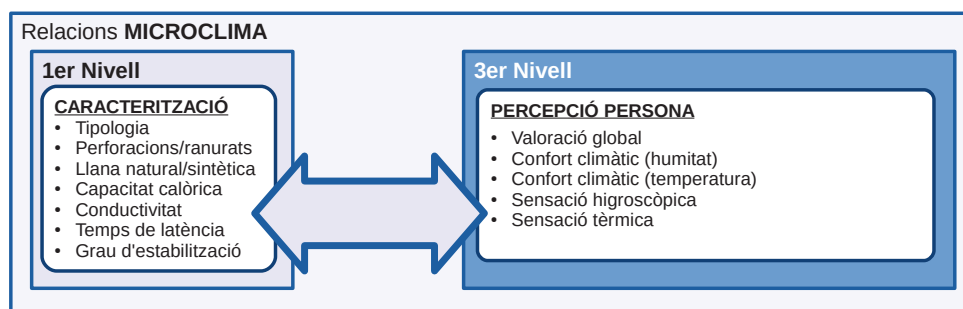 Relacions MICROCLIMA
1er Nivell
CARACTERITZACIÓ
• Tipologia
• Perforacions/ranurats
• Llana natural/sintètica
• Capacitat calòrica
• Conductivitat
• Temps de latència
• Grau d'estabilització
3er Nivell
PERCEPCIÓ PERSONA
• Valoració global
• Confort climàtic (humitat)
• Confort climàtic (temperatura)
• Sensació higroscòpica
• Sensació tèrmica